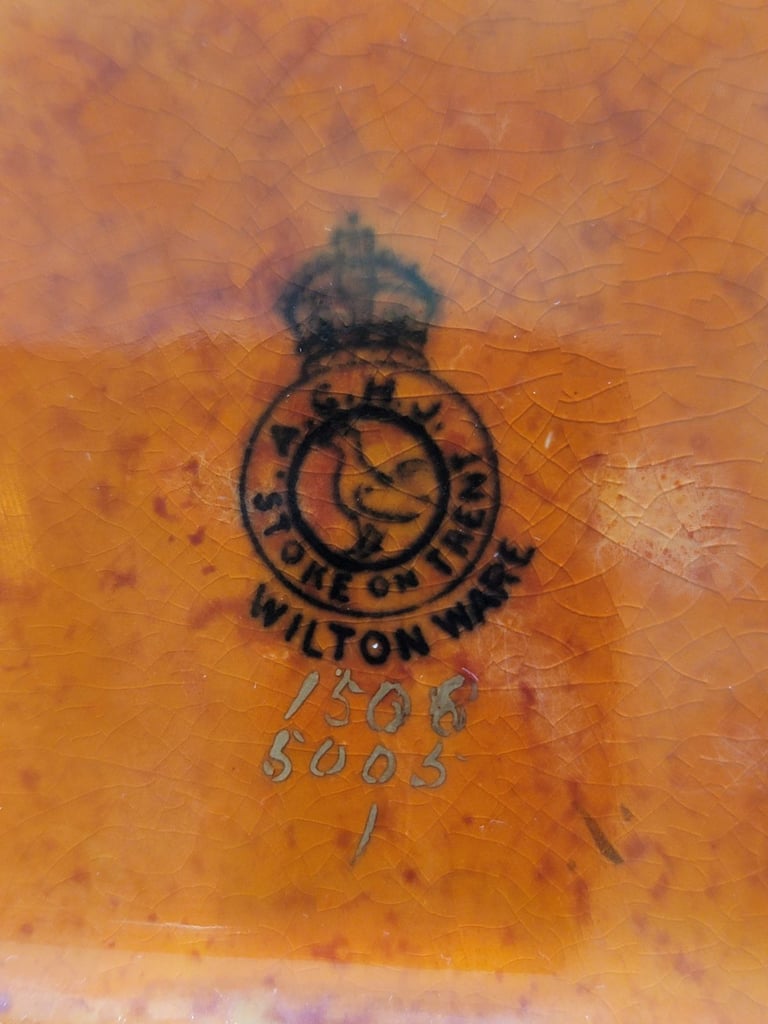 A.G.H.J.
STOKE ON TRENT
WILTON WARE
1508
5005
1